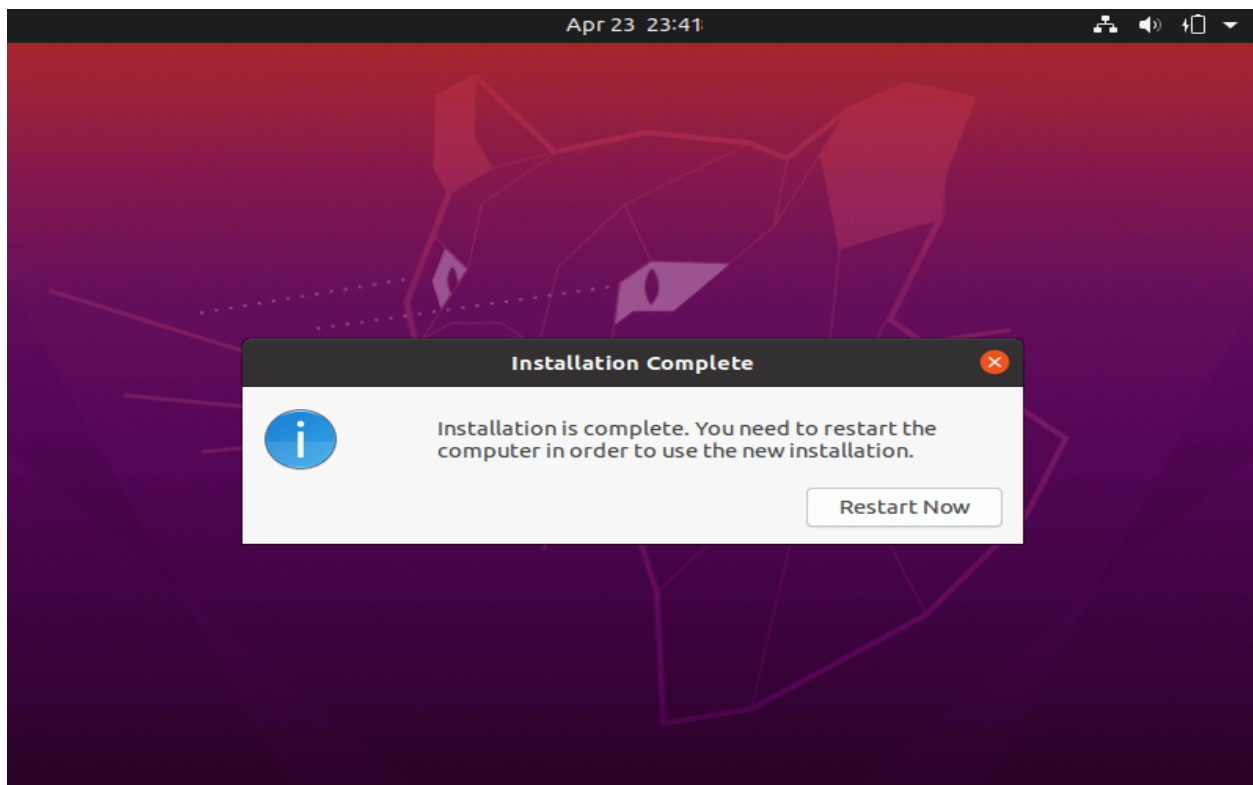 Apr 23 23:41
Installation Complete
Installation is complete. You need to restart the
computer in order to use the new installation.
Restart Now